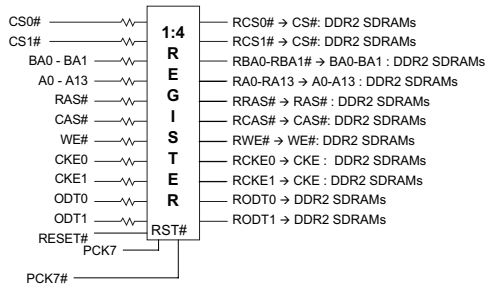 CS0# RCS0# → CS#: DDR2 SDRAMs
CS1# 1:4 RCS1# → CS#: DDR2 SDRAMs
BA0 - BA1 R RBA0-RBA1# → BA0-BA1 : DDR2 SDRAMs
A0 - A13 E RA0-RA13 → A0-A13 : DDR2 SDRAMs
RAS# G RRAS# → RAS# : DDR2 SDRAMs
CAS# I RCAS# → CAS#: DDR2 SDRAMs
WE# S RWE# → WE#: DDR2 SDRAMs
CKE0 T RCKE0 → CKE : DDR2 SDRAMs
CKE1 E RCKE1 → CKE : DDR2 SDRAMs
ODT0 R RODT0 → DDR2 SDRAMs
ODT1 RODT1 → DDR2 SDRAMs
RESET# RST#
PCK7
PCK7#